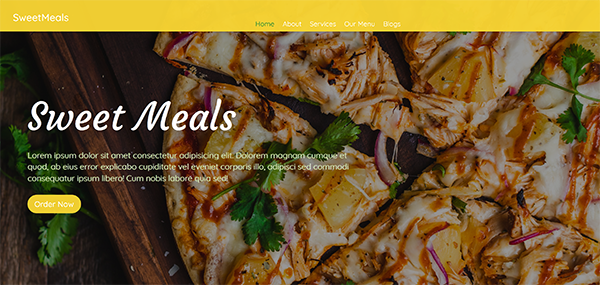 SweetMeals
Home About Services Our Menu Blogs
Sweet Meals
Lorem ipsum dolor sit amet consectetur adipisicing elit. Dolorem magnam cumque et
quod, ab eius error explicabo cupiditate vel eveniet corporis illo, adipisci sed commodi
consequatur ipsum libero! Cum nobis labore quia sed!
Order Now